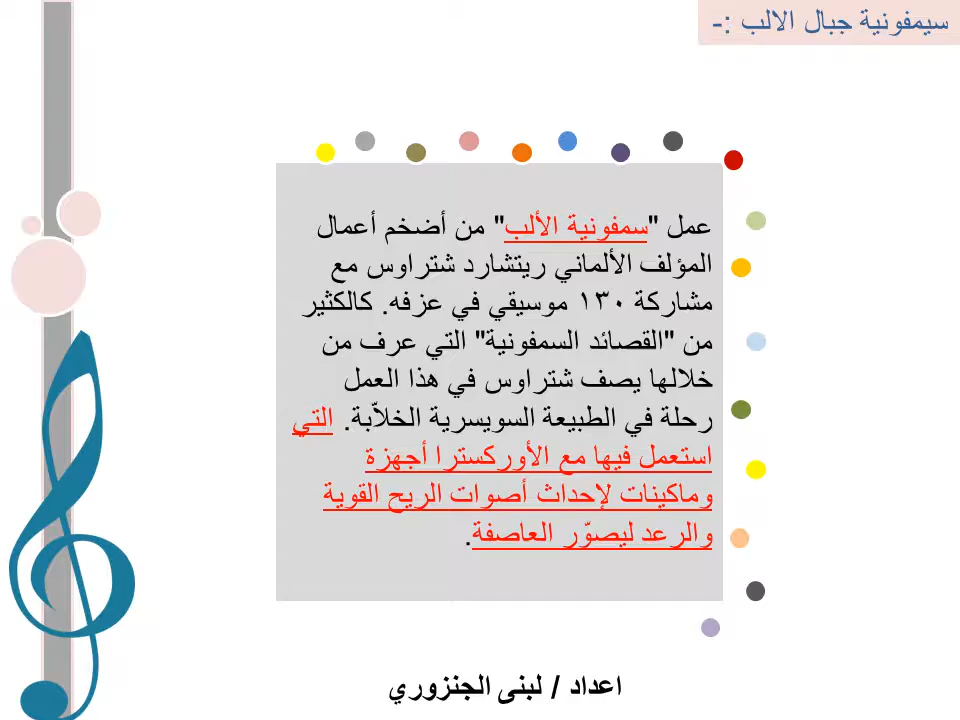 سيمفونية جبال الالب :-
عمل "سمفونية الألب" من أضخم أعمال
المؤلف الألماني ريتشارد شتراوس مع
مشاركة ١٣٠ موسيقي في عزفه. كالكثير
من "القصائد السمفونية" التي عرف من
خلالها يصف شتراوس في هذا العمل
رحلة في الطبيعة السويسرية الخلاّبة. التي
استعمل فيها مع الأوركسترا أجهزة
وماكينات لإحداث أصوات الريح القوية
والرعد ليصوّر العاصفة.
اعداد / لبنى الجنزوري